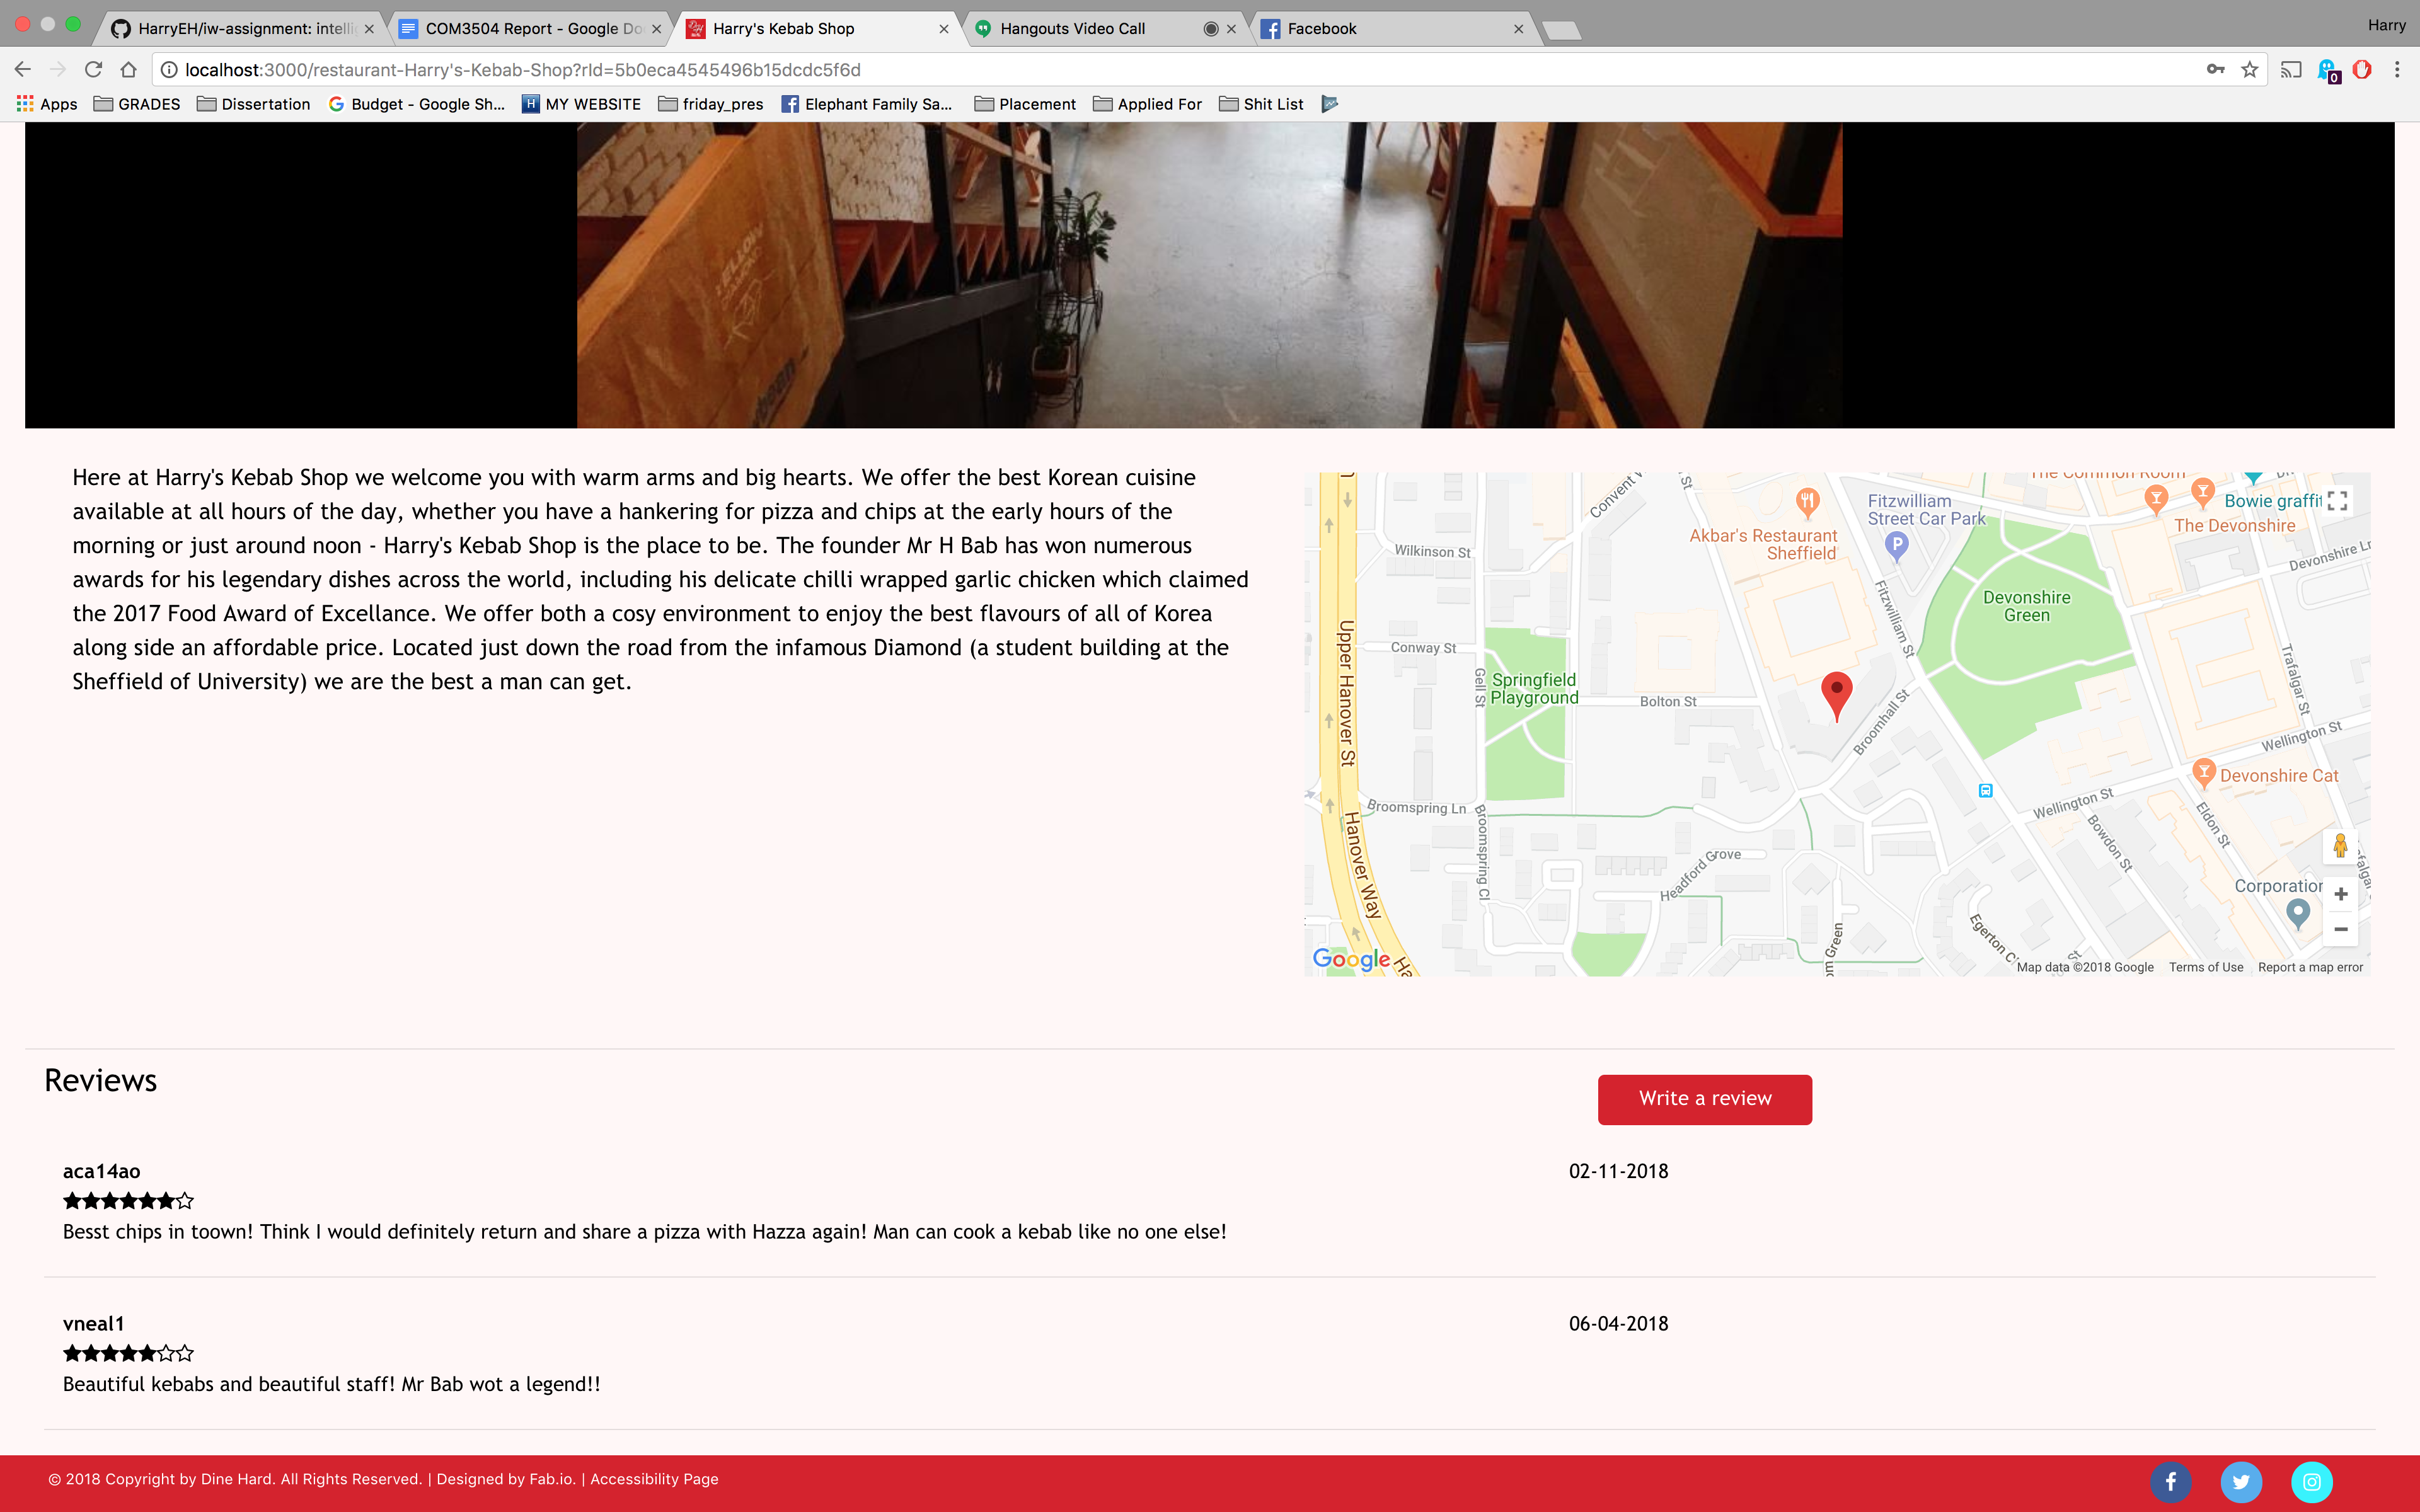 HarryEH/iw-assignment: intelli
COM3504 Report - Google Do
Harry's Kebab Shop
Hangouts Video Call
Facebook
Harry
localhost:3000/restaurant-Harry's-Kebab-Shop?rId=5b0eca4545496b15dcdc5f6d
0
Apps
GRADES
Dissertation
Budget - Google Sh...
MY WEBSITE
friday_pres
Elephant Family Sa...
Placement
Applied For
Shit List
Here at Harry's Kebab Shop we welcome you with warm arms and big hearts. We offer the best Korean cuisine
available at all hours of the day, whether you have a hankering for pizza and chips at the early hours of the
morning or just around noon - Harry's Kebab Shop is the place to be. The founder Mr H Bab has won numerous
awards for his legendary dishes across the world, including his delicate chilli wrapped garlic chicken which claimed
the 2017 Food Award of Excellance. We offer both a cosy environment to enjoy the best flavours of all of Korea
along side an affordable price. Located just down the road from the infamous Diamond (a student building at the
Sheffield of University) we are the best a man can get.
The Common Room
Convent
St
Fitzwilliam
Street Car Park
Bowie graffit
The Devonshire
Akbar's Restaurant
Sheffield
P
Wilkinson St
Devonshire Ln
Fitzwilliam St
Devonshire
Green
Upper Hanover St
Conway St
Gell St
Springfield
Playground
Bolton St
Broomhall St
Trafalgar St
Wellington St
Devonshire Cat
Broomspring Ln
Wellington St
Eldon St
Bowdon St
Hanover Way
Broomspring Cl
Headford Grove
Corporation
Egerton Cl
om Green
Google
Ha
St
Map data ©2018 Google
Terms of Use
Report a map error
Reviews
Write a review
aca14ao
02-11-2018
Besst chips in toown! Think I would definitely return and share a pizza with Hazza again! Man can cook a kebab like no one else!
vneal1
06-04-2018
Beautiful kebabs and beautiful staff! Mr Bab wot a legend!!
© 2018 Copyright by Dine Hard. All Rights Reserved. | Designed by Fab.io. | Accessibility Page